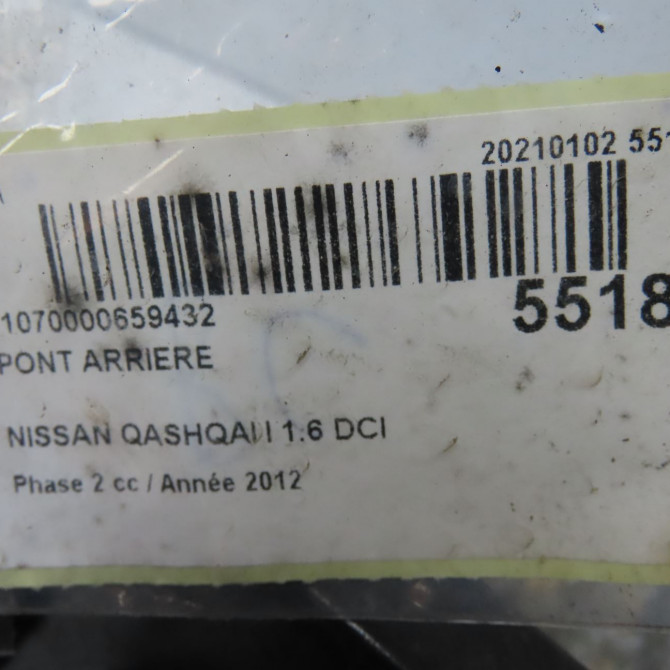 20210102 551
1070000659432
5518
PONT ARRIERE
NISSAN QASHQAI I 1.6 DCI
Phase 2 cc / Année 2012